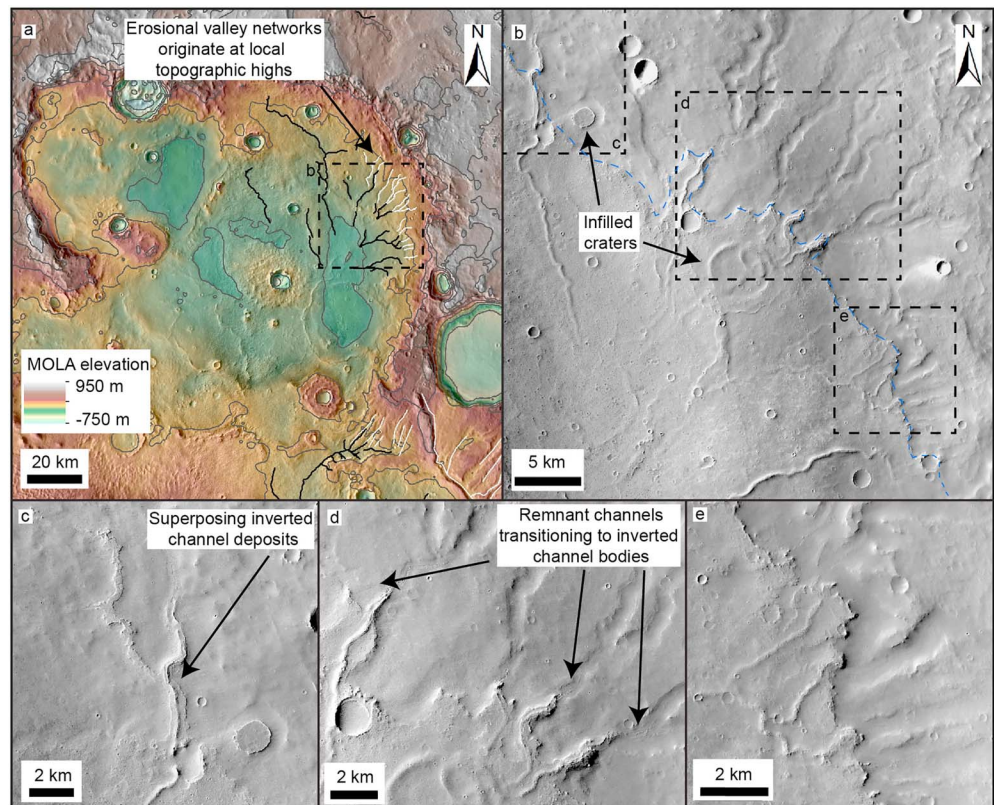 a
Erosional valley networks
originate at local
topographic highs
N
b
MOLA elevation
950 m
-750 m
20 km
b
N
d
c
Infilled
craters
e
5 km
c
Superposing inverted
channel deposits
2 km
d
Remnant channels
transitioning to inverted
channel bodies
2 km
e
2 km